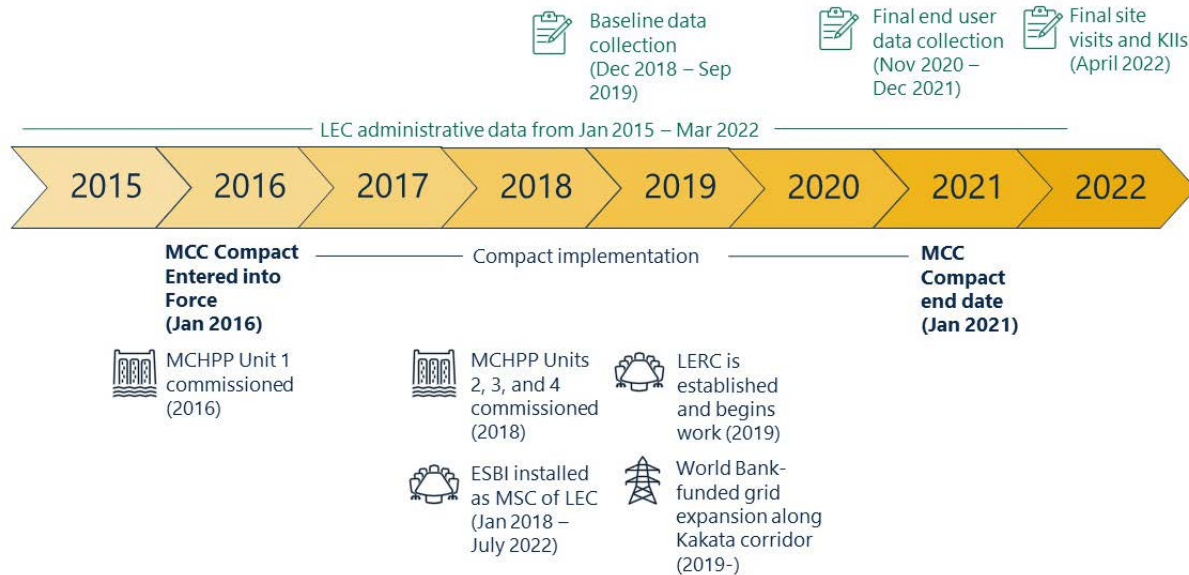 Baseline data
collection
(Dec 2018 – Sep
2019)
Final end user
data collection
(Nov 2020 –
Dec 2021)
Final site
visits and KIIs
(April 2022)
LEC administrative data from Jan 2015 – Mar 2022
2015
2016
2017
2018
2019
2020
2021
2022
MCC Compact
Entered into
Force
(Jan 2016)
Compact implementation
MCC
Compact
end date
(Jan 2021)
MCHPP Unit 1
commissioned
(2016)
MCHPP Units
2, 3, and 4
commissioned
(2018)
LERC is
established
and begins
work (2019)
ESBI installed
as MSC of LEC
(Jan 2018 –
July 2022)
World Bank-
funded grid
expansion along
Kakata corridor
(2019-)